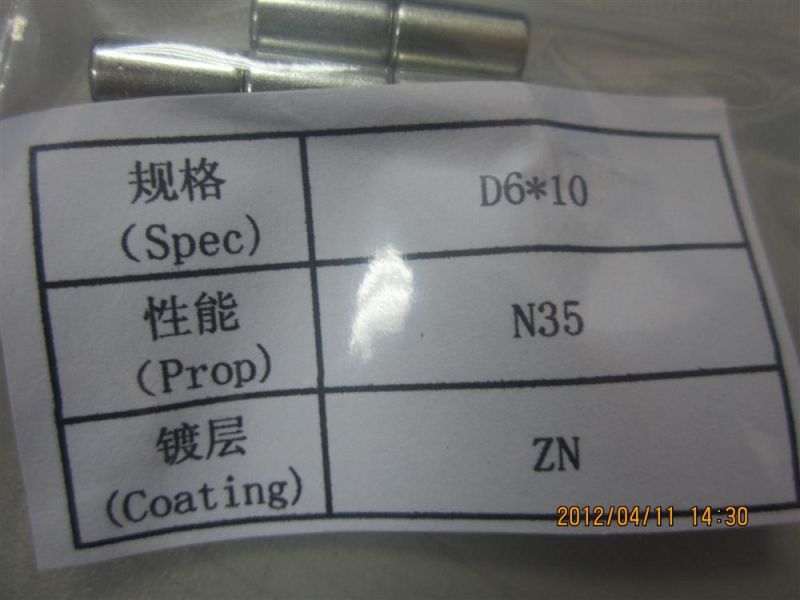 规格
(Spec)
D6*10
性能
(Prop)
N35
镀层
(Coating)
ZN
2012/04/11 14:30